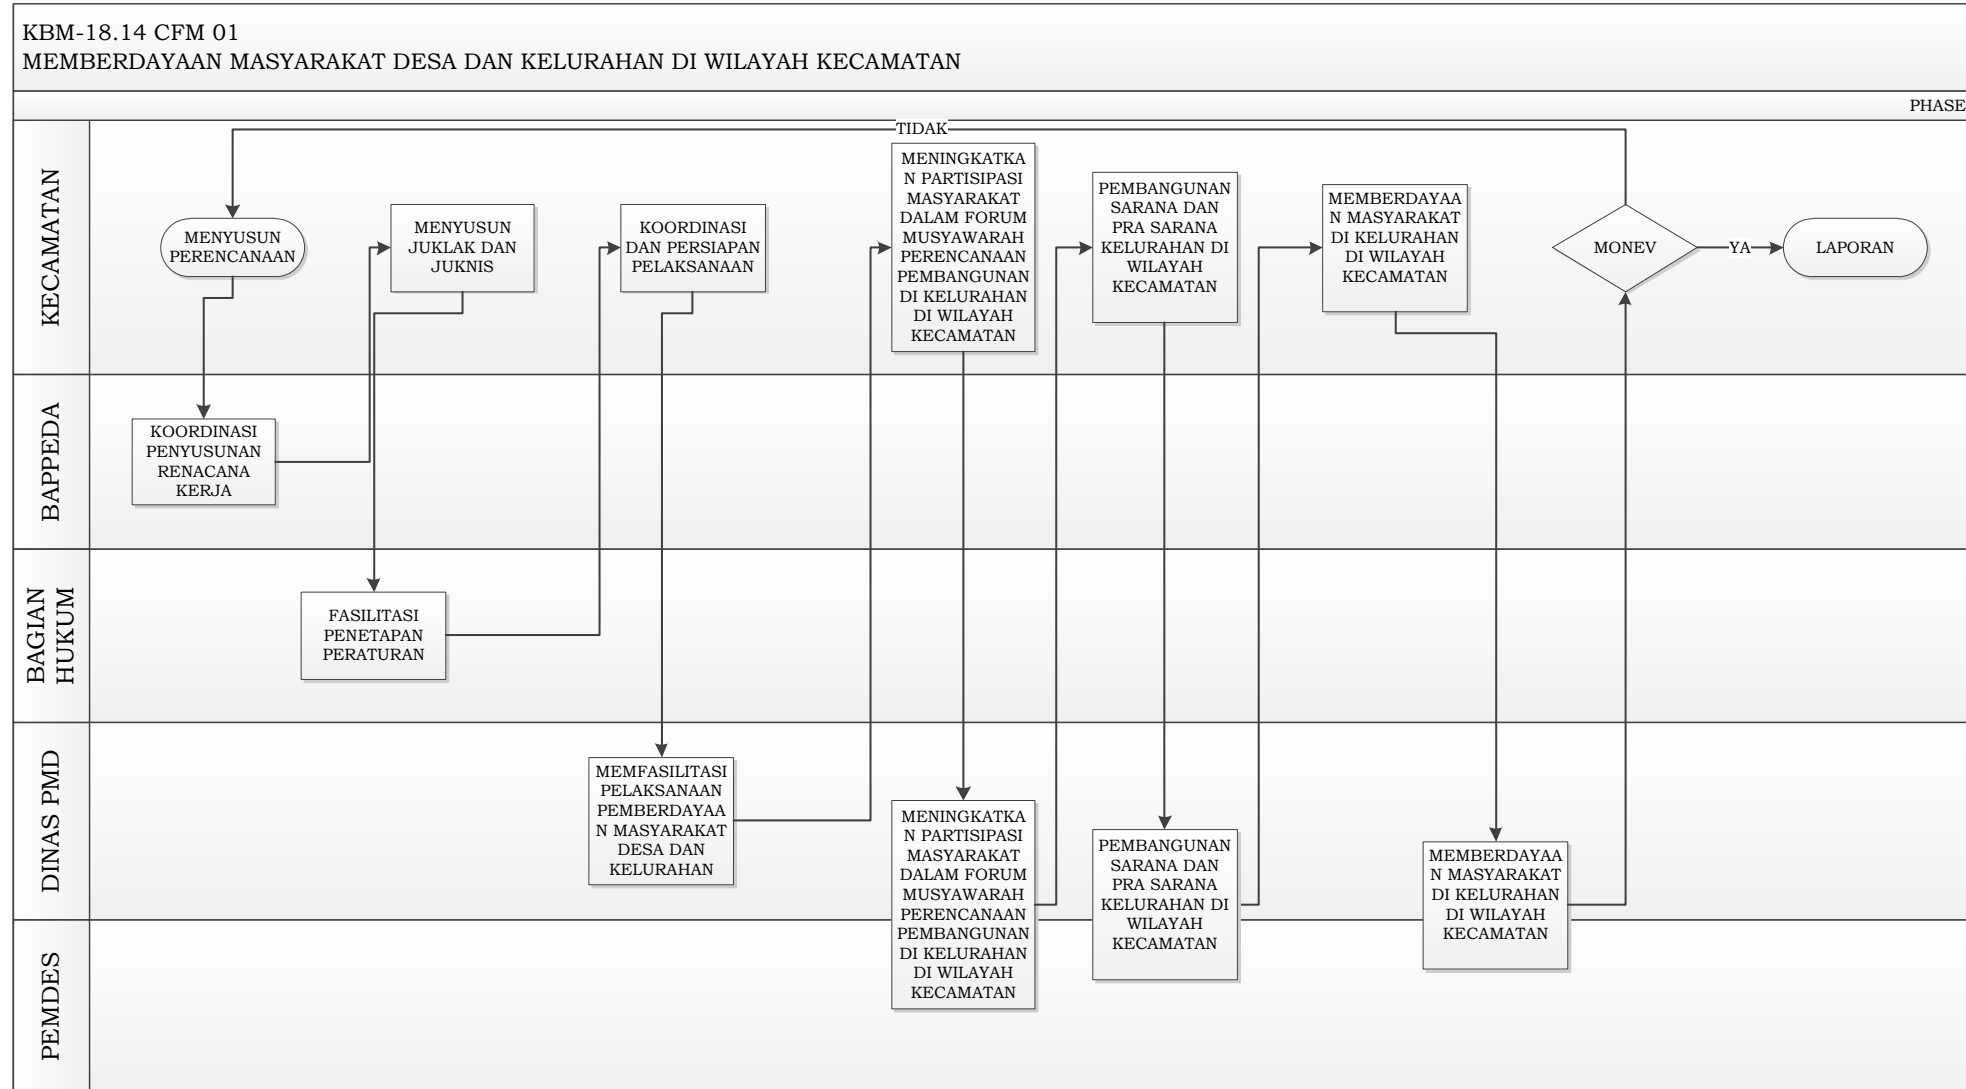 KBM-18.14 CFM 01
MEMBERDAYAAN MASYARAKAT DESA DAN KELURAHAN DI WILAYAH KECAMATAN
PHASE
KECAMATAN
TIDAK
MENYUSUN
PERENCANAAN
MENYUSUN
JUKLAK DAN
JUKNIS
KOORDINASI
DAN PERSIAPAN
PELAKSANAAN
MENINGKATKA
N PARTISIPASI
MASYARAKAT
DALAM FORUM
MUSYAWARAH
PERENCANAAN
PEMBANGUNAN
DI KELURAHAN
DI WILAYAH
KECAMATAN
PEMBANGUNAN
SARANA DAN
PRA SARANA
KELURAHAN DI
WILAYAH
KECAMATAN
MEMBERDAYAA
N MASYARAKAT
DI KELURAHAN
DI WILAYAH
KECAMATAN
MONEV
YA
LAPORAN
BAPPEDA
KOORDINASI
PENYUSUNAN
RENACANA
KERJA
BAGIAN
HUKUM
FASILITASI
PENETAPAN
PERATURAN
DINAS PMD
MEMFASILITASI
PELAKSANAAN
PEMBERDAYAA
N MASYARAKAT
DESA DAN
KELURAHAN
MENINGKATKA
N PARTISIPASI
MASYARAKAT
DALAM FORUM
MUSYAWARAH
PERENCANAAN
PEMBANGUNAN
DI KELURAHAN
DI WILAYAH
KECAMATAN
PEMBANGUNAN
SARANA DAN
PRA SARANA
KELURAHAN DI
WILAYAH
KECAMATAN
MEMBERDAYAA
N MASYARAKAT
DI KELURAHAN
DI WILAYAH
KECAMATAN
PEMDES